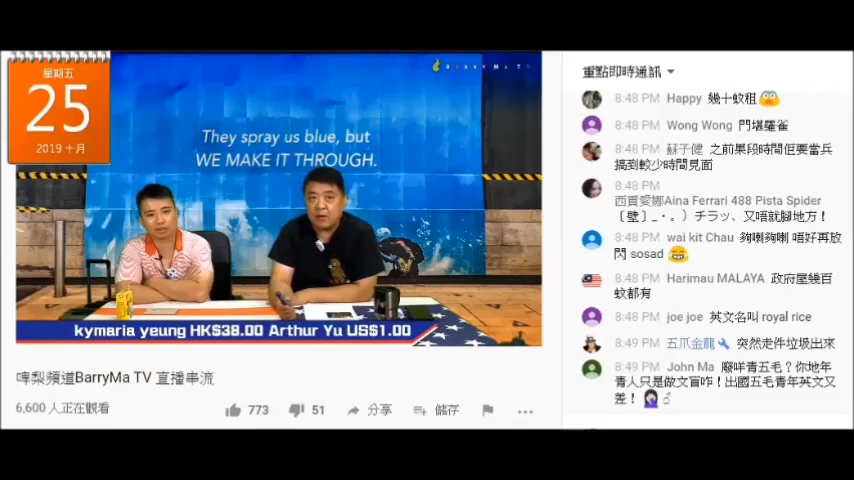 星期五
25
2019 十月
BARRY MA TV
They spray us blue, but
WE MAKE IT THROUGH.
kymaria yeung HK$38.00 Arthur Yu US$1.00
啤梨頻道BarryMa TV 直播串流
6,600 人正在觀看
773
51
分享
儲存
重點即時通訊
8:48 PM Happy 幾十蚊租
8:48 PM Wong Wong 門堪羅雀
8:48 PM 蘇子健 之前果段時間佢要當兵
搞到較少時間見面
8:48 PM
西貢愛娜Aina Ferrari 488 Pista Spider
〔壁〕_・。）チラッ、又唔就腳地方！
8:48 PM wai kit Chau 夠喇夠喇 唔好再放
閃 sosad
8:48 PM Harimau MALAYA 政府屋幾百
蚊都有
8:48 PM joe joe 英文名叫 royal rice
8:49 PM 五爪金龍 突然走件垃圾出來
8:49 PM John Ma 廢咩青五毛？你地年
青人只是做文盲咋！出國五毛青年英文又
差！